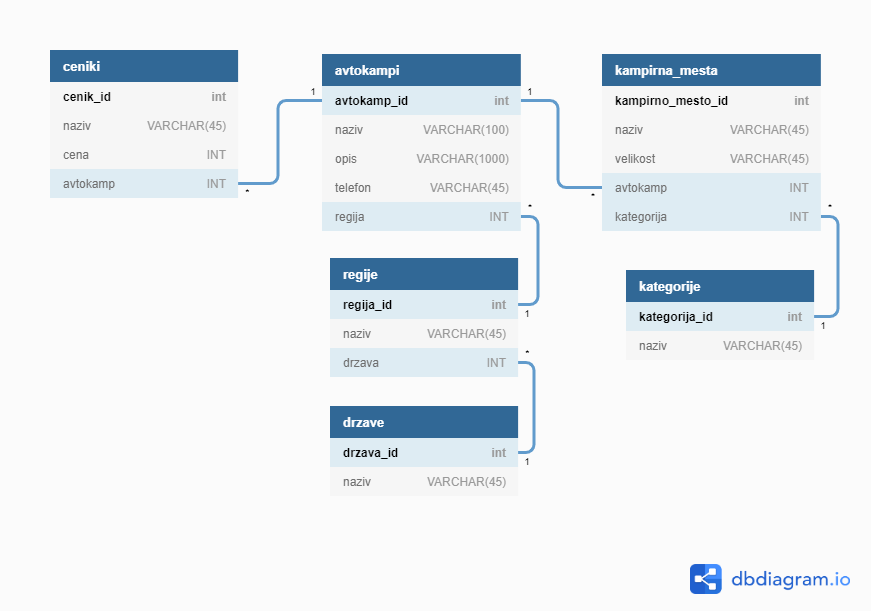 ceniki
cenik_id int
naziv VARCHAR(45)
cena INT
avtokamp INT
1
*
avtokampi
avtokamp_id int
naziv VARCHAR(100)
opis VARCHAR(1000)
telefon VARCHAR(45)
regija INT
1
*
*
kampirna_mesta
kampirno_mesto_id int
naziv VARCHAR(45)
velikost VARCHAR(45)
avtokamp INT
kategorija INT
*
regije
regija_id int
naziv VARCHAR(45)
drzava INT
1
*
kategorije
kategorija_id int
naziv VARCHAR(45)
1
drzave
drzava_id int
naziv VARCHAR(45)
1
dbdiagram.io